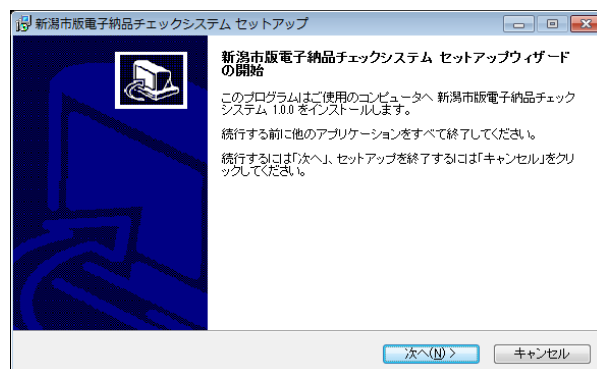 新潟市版電子納品チェックシステム セットアップ
新潟市版電子納品チェックシステム セットアップウィザード
の開始
このプログラムはご使用のコンピュータへ 新潟市版電子納品チェック
システム 1.0.0 をインストールします。
続行する前に他のアプリケーションをすべて終了してください。
続行するには「次へ」、セットアップを終了するには「キャンセル」をクリ
ックしてください。
次へ(N) >
キャンセル